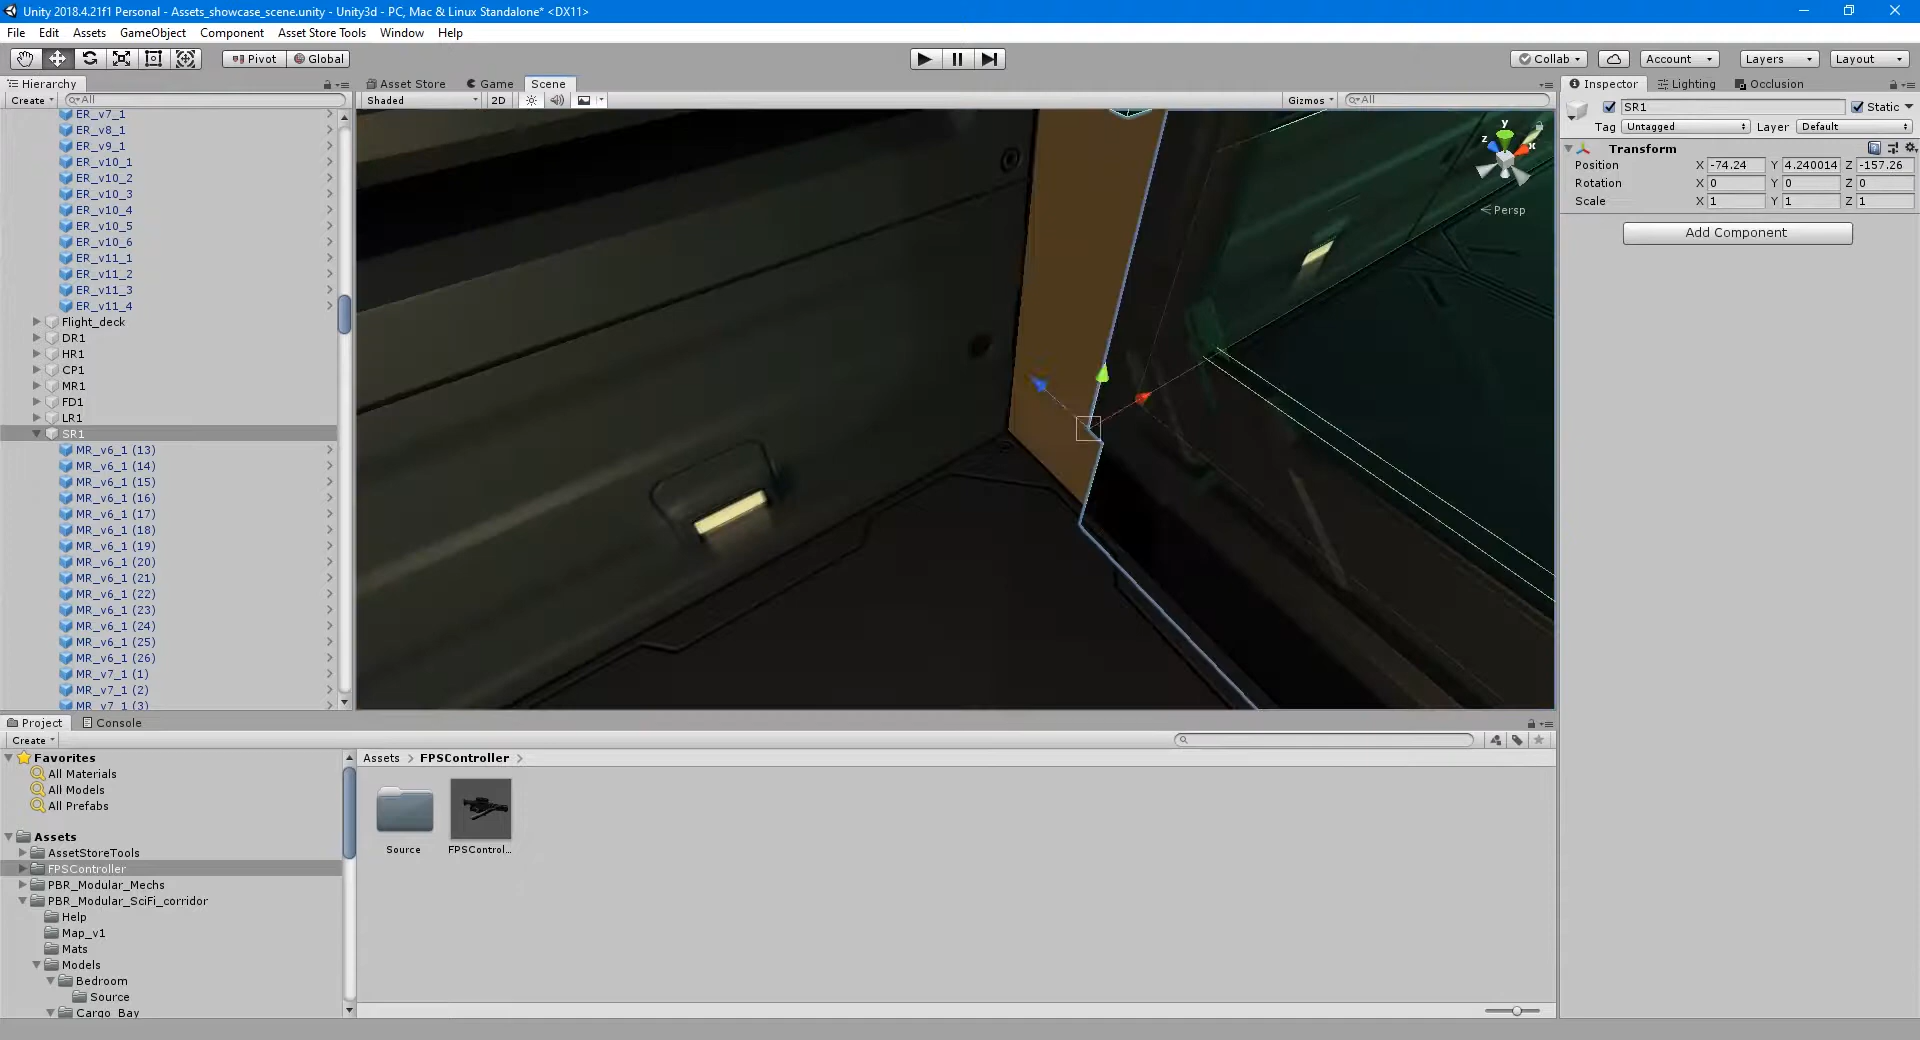 Unity 2018.4.21f1 Personal - Assets_showcase_scene.unity - Unity3d - PC, Mac & Linux Standalone* <DX11>
File Edit Assets GameObject Component Asset Store Tools Window Help
Pivot Global Collab Account Layers Layout
Hierarchy Asset Store Game Scene Inspector Lighting Occlusion
Create All Shaded 2D Gizmos All
SR1 Static
Tag Untagged Layer Default
Transform
Position X -74.24 Y 4.240014 Z -157.26
Rotation X 0 Y 0 Z 0
Scale X 1 Y 1 Z 1
Add Component
y
z
x
Persp
ER_v7_1
ER_v8_1
ER_v9_1
ER_v10_1
ER_v10_2
ER_v10_3
ER_v10_4
ER_v10_5
ER_v10_6
ER_v11_1
ER_v11_2
ER_v11_3
ER_v11_4
Flight_deck
DR1
HR1
CP1
MR1
FD1
LR1
SR1
MR_v6_1 (13)
MR_v6_1 (14)
MR_v6_1 (15)
MR_v6_1 (16)
MR_v6_1 (17)
MR_v6_1 (18)
MR_v6_1 (19)
MR_v6_1 (20)
MR_v6_1 (21)
MR_v6_1 (22)
MR_v6_1 (23)
MR_v6_1 (24)
MR_v6_1 (25)
MR_v6_1 (26)
MR_v7_1 (1)
MR_v7_1 (2)
MR_v7_1 (3)
Project Console
Create
Favorites
All Materials
All Models
All Prefabs
Assets
AssetStoreTools
FPSController
PBR_Modular_Mechs
PBR_Modular_SciFi_corridor
Help
Map_v1
Mats
Models
Bedroom
Source
Cargo_Bay
Assets > FPSController >
Source FPSControl...